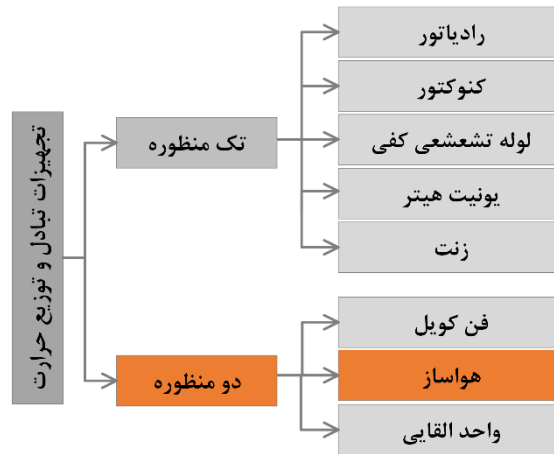 تجهیزات تبادل و توزیع حرارت
تک منظوره
رادیاتور
کنوکتور
لوله تشعشعی کفی
یونیت هیتر
زنت
دو منظوره
فن کویل
هواساز
واحد القایی